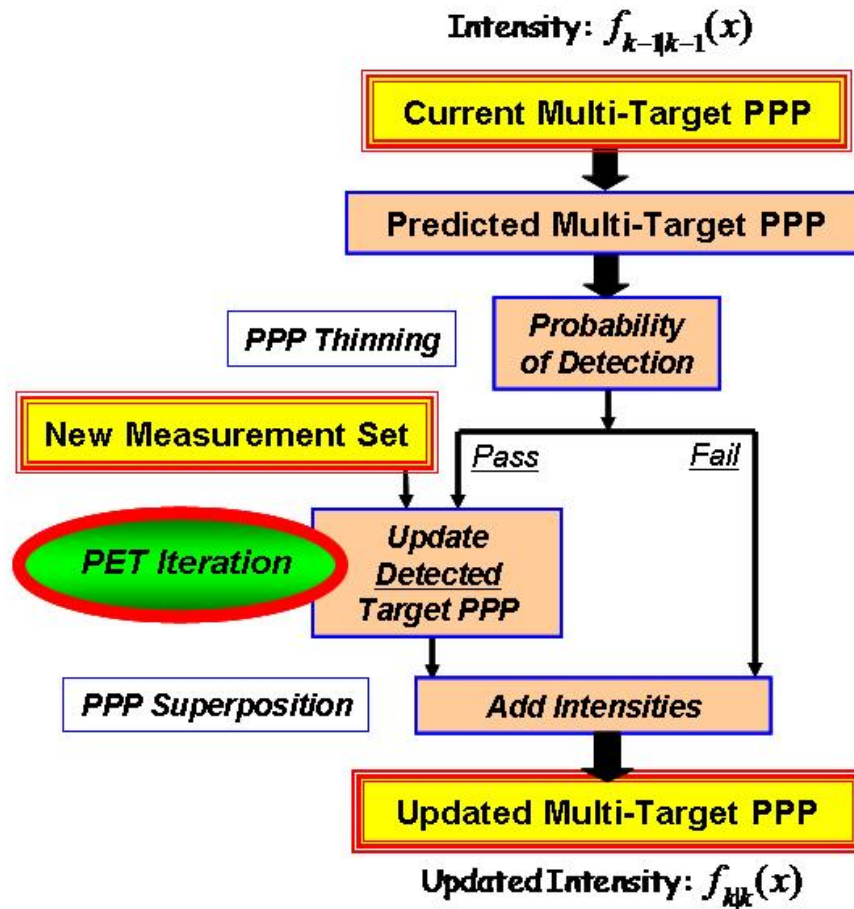 Intensity: f_{k-1|k-1}(x)
Current Multi-Target PPP
Predicted Multi-Target PPP
PPP Thinning
Probability
of Detection
New Measurement Set
Pass
Fail
PET Iteration
Update
Detected
Target PPP
PPP Superposition
Add Intensities
Updated Multi-Target PPP
Updated Intensity: f_{k|k}(x)